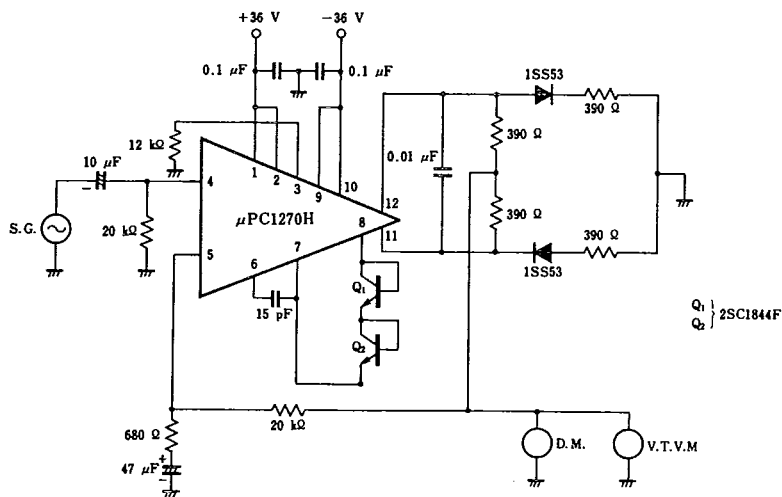 +36 V
−36 V
0.1 μF
0.1 μF
1SS53
390 Ω
12 kΩ
390 Ω
0.01 μF
10 μF
−
4
1
2
3
9
10
12
11
μPC1270H
S.G.
20 kΩ
390 Ω
390 Ω
8
5
7
6
1SS53
15 pF
Q₁
Q₂
Q₁
Q₂
2SC1844F
20 kΩ
680 Ω
D.M.
V.T.V.M
+
47 μF
−